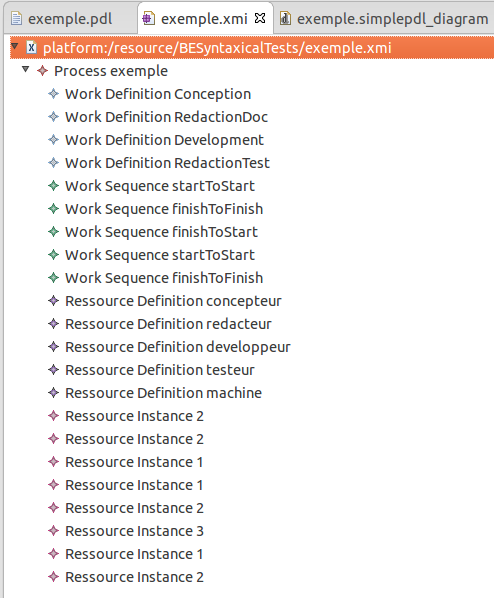 exemple.pdl
exemple.xmi
exemple.simplepdl_diagram
platform:/resource/BESyntaxicalTests/exemple.xmi
Process exemple
Work Definition Conception
Work Definition RedactionDoc
Work Definition Development
Work Definition RedactionTest
Work Sequence startToStart
Work Sequence finishToFinish
Work Sequence finishToStart
Work Sequence startToStart
Work Sequence finishToFinish
Ressource Definition concepteur
Ressource Definition redacteur
Ressource Definition developpeur
Ressource Definition testeur
Ressource Definition machine
Ressource Instance 2
Ressource Instance 2
Ressource Instance 1
Ressource Instance 1
Ressource Instance 2
Ressource Instance 3
Ressource Instance 1
Ressource Instance 2